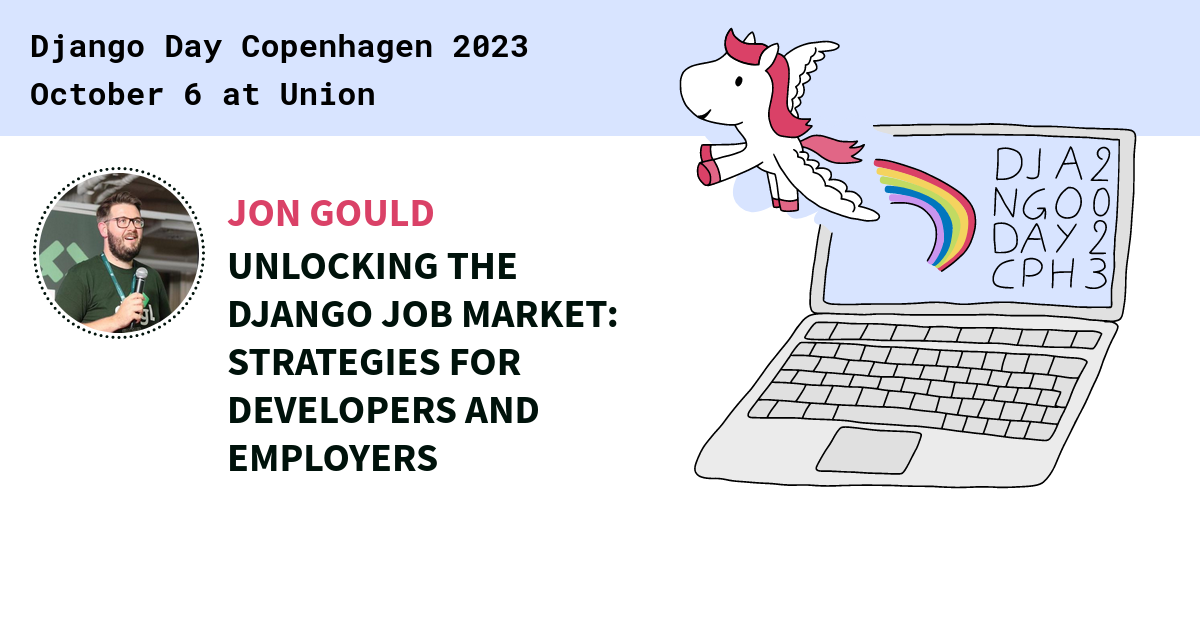 Django Day Copenhagen 2023
October 6 at Union
JON GOULD
UNLOCKING THE
DJANGO JOB MARKET:
STRATEGIES FOR
DEVELOPERS AND
EMPLOYERS
DJA2
NGO0
DAY2
CPH3